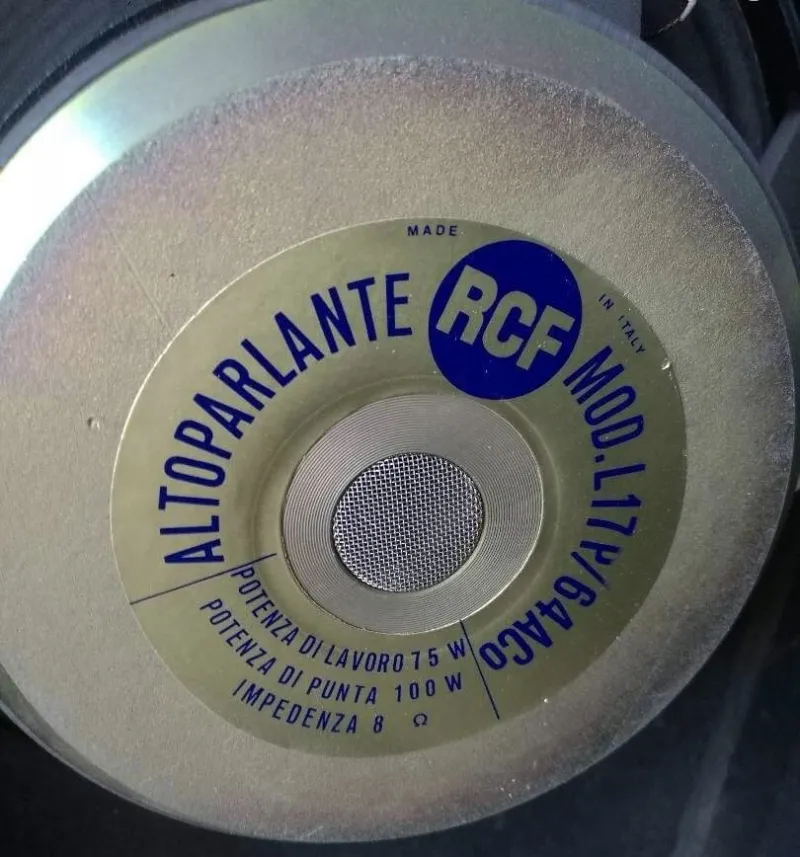 MADE
IN ITALY
RCF
ALTOPARLANTE
MOD. L17P/64ACo
POTENZA DI LAVORO 75 W
POTENZA DI PUNTA 100 W
IMPEDENZA 8 Ω